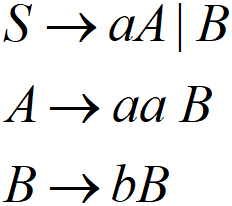 S → aA | B
A → aa B
B → bB